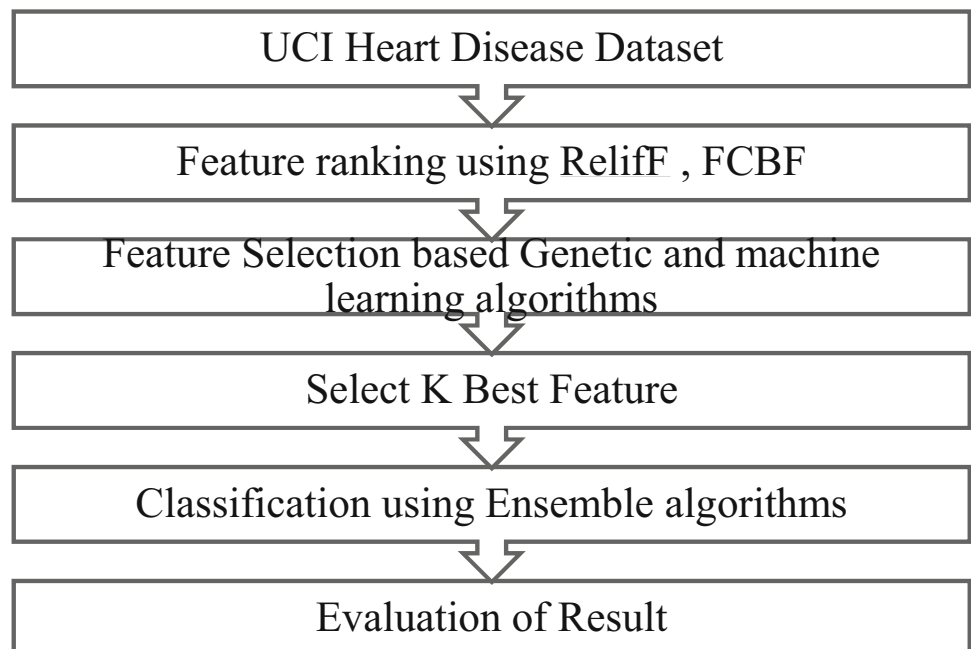 UCI Heart Disease Dataset
Feature ranking using RelifF , FCBF
Feature Selection based Genetic and machine
learning algorithms
Select K Best Feature
Classification using Ensemble algorithms
Evaluation of Result